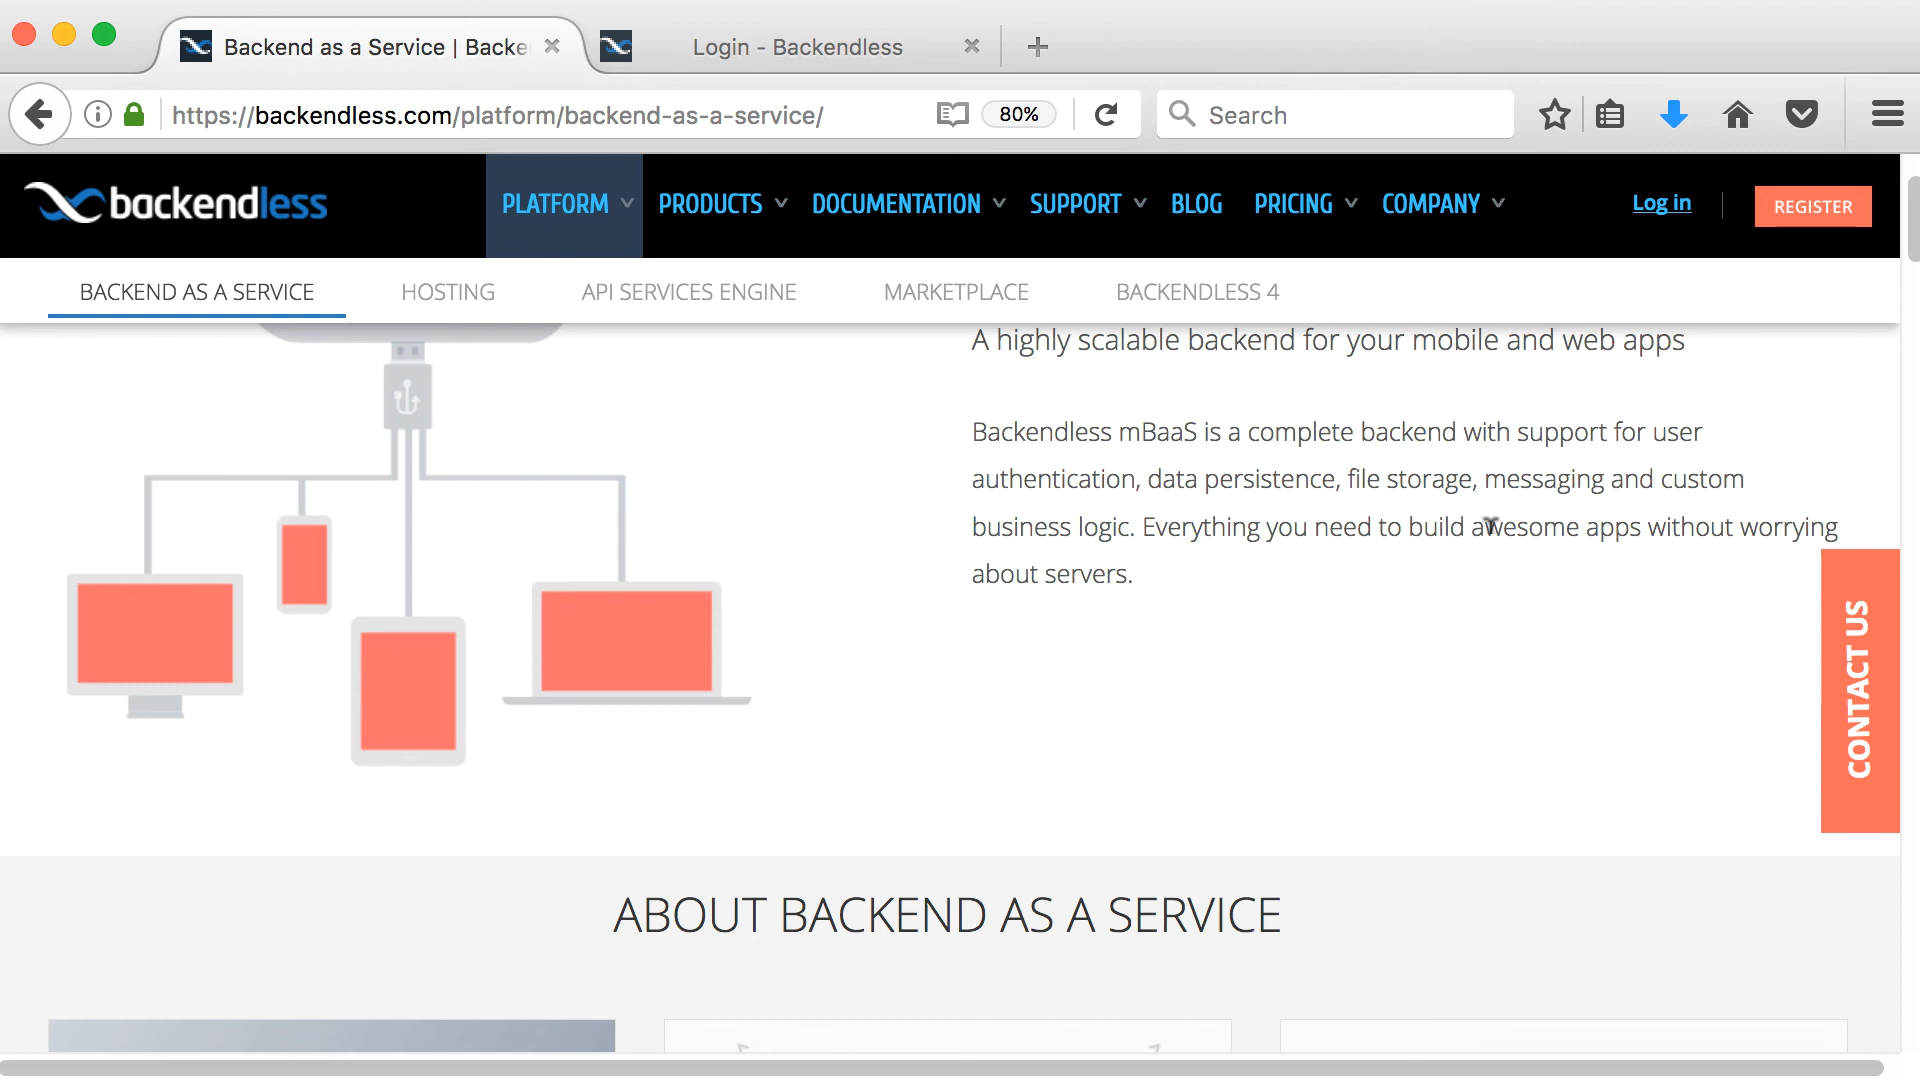 Backend as a Service | Backe
Login - Backendless
https://backendless.com/platform/backend-as-a-service/
80%
Search
backendless
PLATFORM
PRODUCTS
DOCUMENTATION
SUPPORT
BLOG
PRICING
COMPANY
Log in
REGISTER
BACKEND AS A SERVICE
HOSTING
API SERVICES ENGINE
MARKETPLACE
BACKENDLESS 4
A highly scalable backend for your mobile and web apps
Backendless mBaaS is a complete backend with support for user
authentication, data persistence, file storage, messaging and custom
business logic. Everything you need to build awesome apps without worrying
about servers.
CONTACT US
ABOUT BACKEND AS A SERVICE